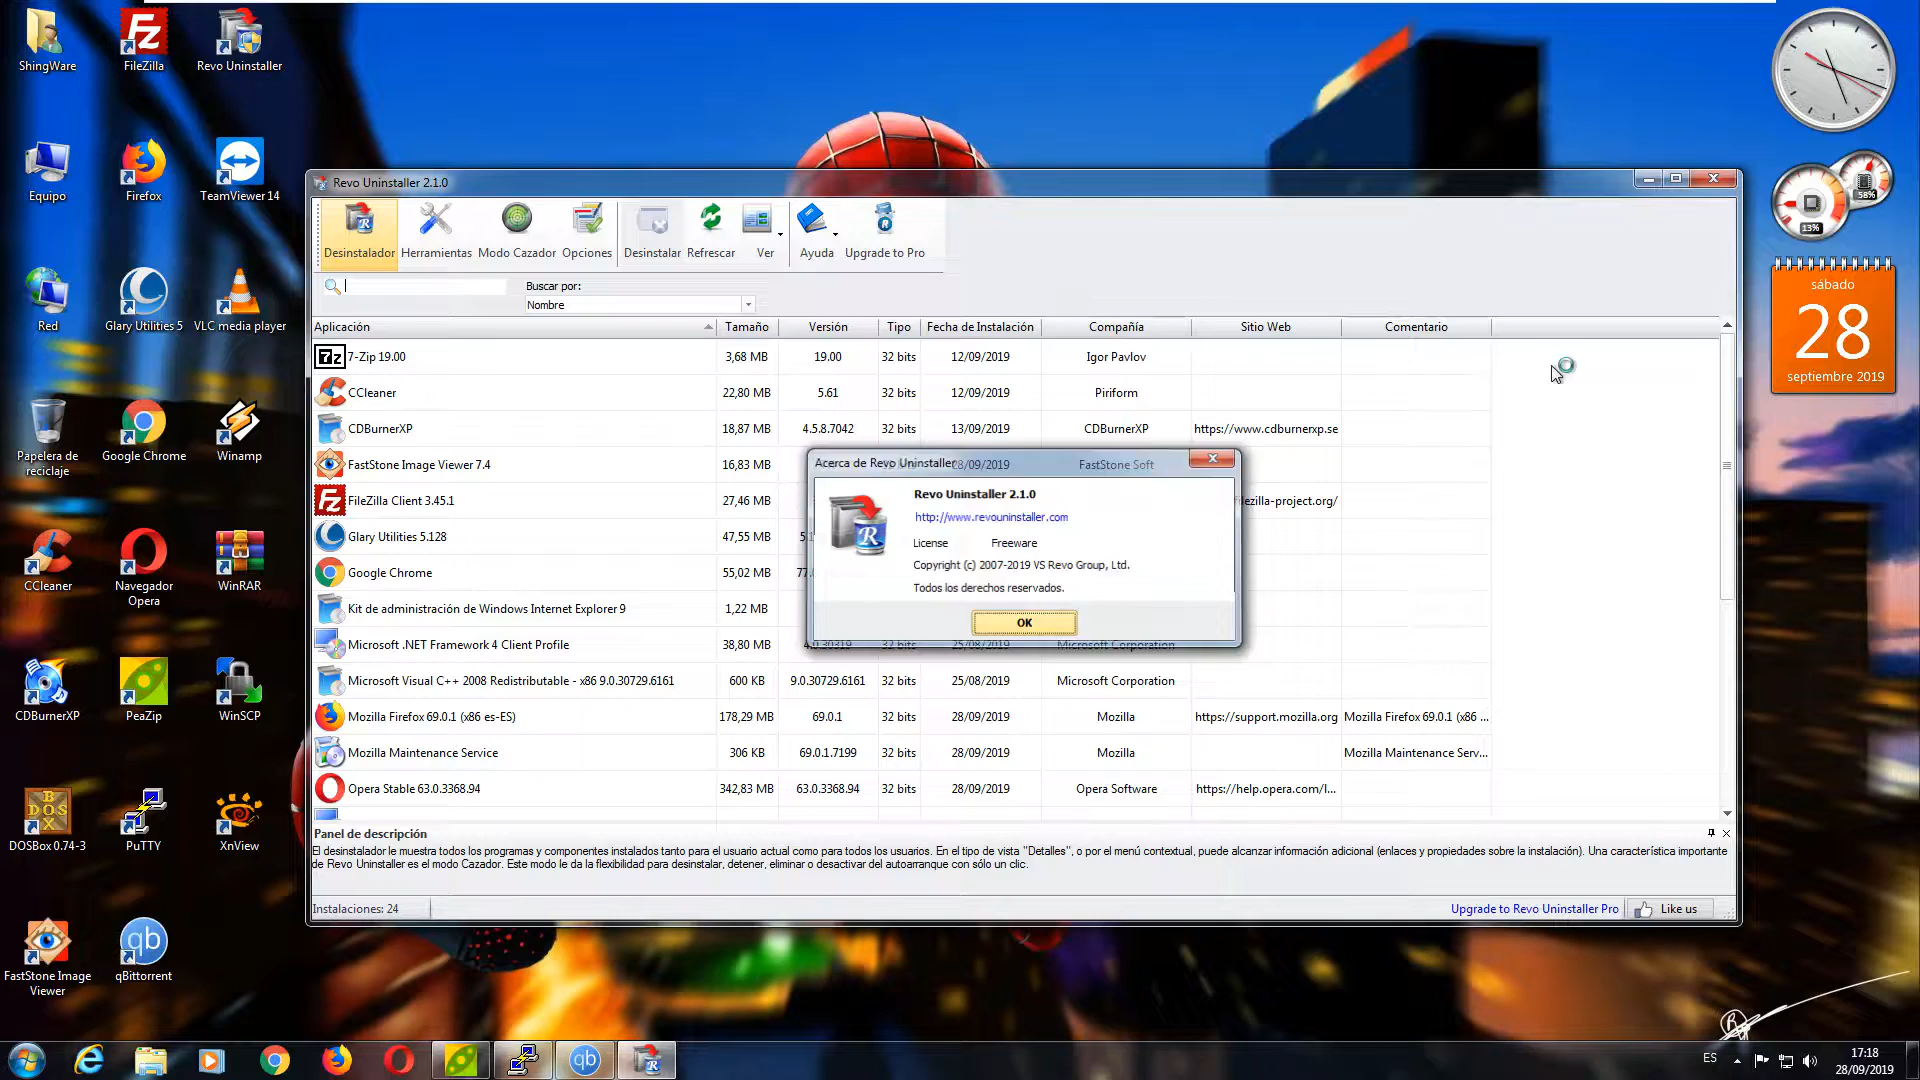 ShingWare
FileZilla
Revo Uninstaller
Equipo
Firefox
TeamViewer 14
Red
Glary Utilities 5
VLC media player
Papelera de
reciclaje
Google Chrome
Winamp
CCleaner
Navegador
Opera
WinRAR
CDBurnerXP
PeaZip
WinSCP
DOSBox 0.74-3
PuTTY
XnView
FastStone Image
Viewer
qBittorrent
Revo Uninstaller 2.1.0
Desinstalador
Herramientas
Modo Cazador
Opciones
Desinstalar
Refrescar
Ver
Ayuda
Upgrade to Pro
Buscar por:
Nombre
Aplicación Tamaño Versión Tipo Fecha de Instalación Compañía Sitio Web Comentario
7-Zip 19.00 3,68 MB 19.00 32 bits 12/09/2019 Igor Pavlov
CCleaner 22,80 MB 5.61 32 bits 12/09/2019 Piriform
CDBurnerXP 18,87 MB 4.5.8.7042 32 bits 13/09/2019 CDBurnerXP https://www.cdburnerxp.se
FastStone Image Viewer 7.4 16,83 MB 28/09/2019 FastStone Soft
FileZilla Client 3.45.1 27,46 MB filezilla-project.org/
Glary Utilities 5.128 47,55 MB
Google Chrome 55,02 MB
Kit de administración de Windows Internet Explorer 9 1,22 MB
Microsoft .NET Framework 4 Client Profile 38,80 MB 4.0.30319 32 bits 25/08/2019 Microsoft Corporation
Microsoft Visual C++ 2008 Redistributable - x86 9.0.30729.6161 600 KB 9.0.30729.6161 32 bits 25/08/2019 Microsoft Corporation
Mozilla Firefox 69.0.1 (x86 es-ES) 178,29 MB 69.0.1 32 bits 28/09/2019 Mozilla https://support.mozilla.org Mozilla Firefox 69.0.1 (x86 ...
Mozilla Maintenance Service 306 KB 69.0.1.7199 32 bits 28/09/2019 Mozilla Mozilla Maintenance Serv...
Opera Stable 63.0.3368.94 342,83 MB 63.0.3368.94 32 bits 28/09/2019 Opera Software https://help.opera.com/l...
Acerca de Revo Uninstaller
Revo Uninstaller 2.1.0
http://www.revouninstaller.com
License Freeware
Copyright (c) 2007-2019 VS Revo Group, Ltd.
Todos los derechos reservados.
OK
Panel de descripción
El desinstalador le muestra todos los programas y componentes instalados tanto para el usuario actual como para todos los usuarios. En el tipo de vista "Detalles", o por el menú contextual, puede alcanzar información adicional (enlaces y propiedades sobre la instalación). Una característica importante
de Revo Uninstaller es el modo Cazador. Este modo le da la flexibilidad para desinstalar, detener, eliminar o desactivar del autoarranque con sólo un clic.
Instalaciones: 24
Upgrade to Revo Uninstaller Pro
Like us
58%
13%
sábado
28
septiembre 2019
ES
17:18
28/09/2019